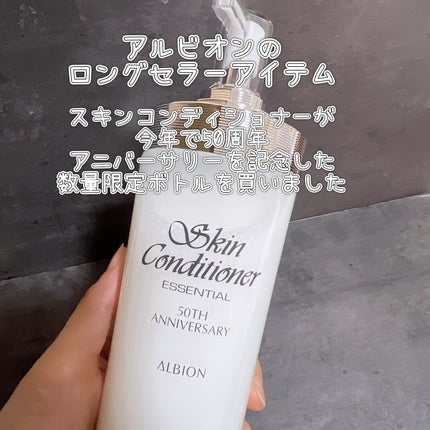 アルビオンの
ロングセラーアイテム
スキンコンディショナーが
今年で50周年
アニバーサリーを記念した
数量限定ボトルを買いました
Skin
Conditioner
ESSENTIAL
50TH
ANNIVERSARY
ALBION